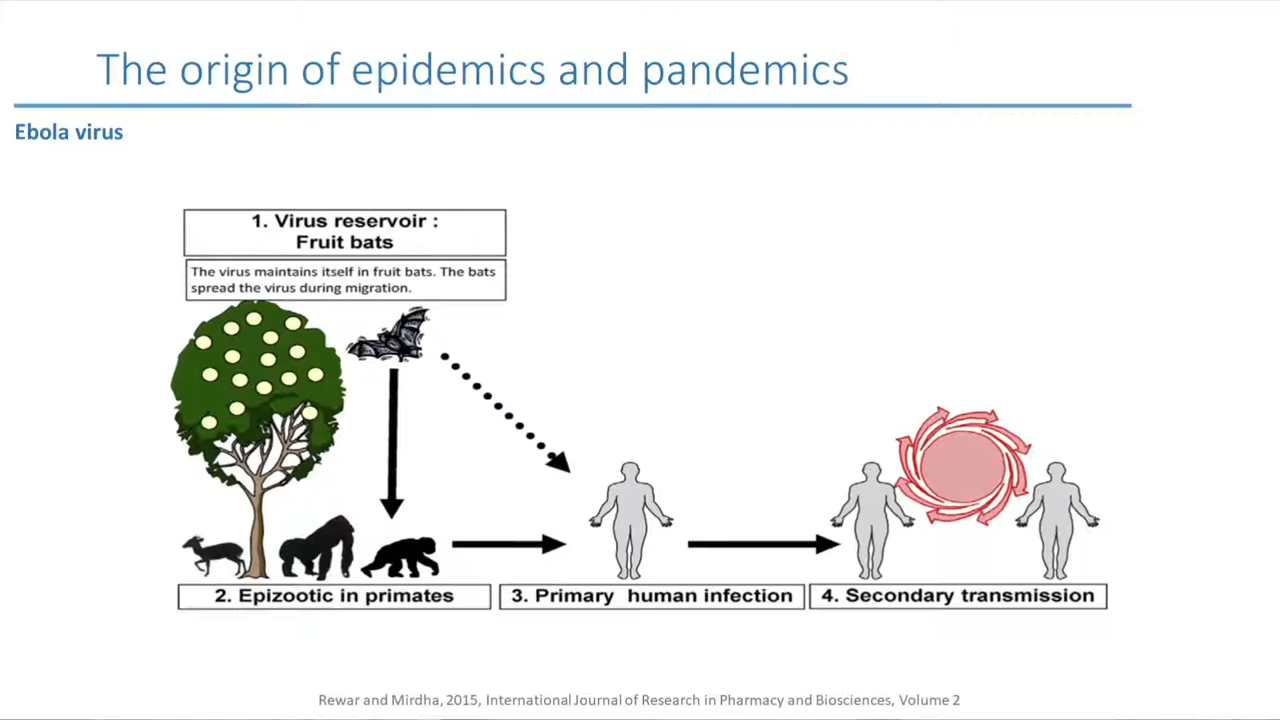 The origin of epidemics and pandemics
Ebola virus
1. Virus reservoir :
Fruit bats
The virus maintains itself in fruit bats. The bats
spread the virus during migration.
2. Epizootic in primates
3. Primary human infection
4. Secondary transmission
Rewar and Mirdha, 2015, International Journal of Research in Pharmacy and Biosciences, Volume 2